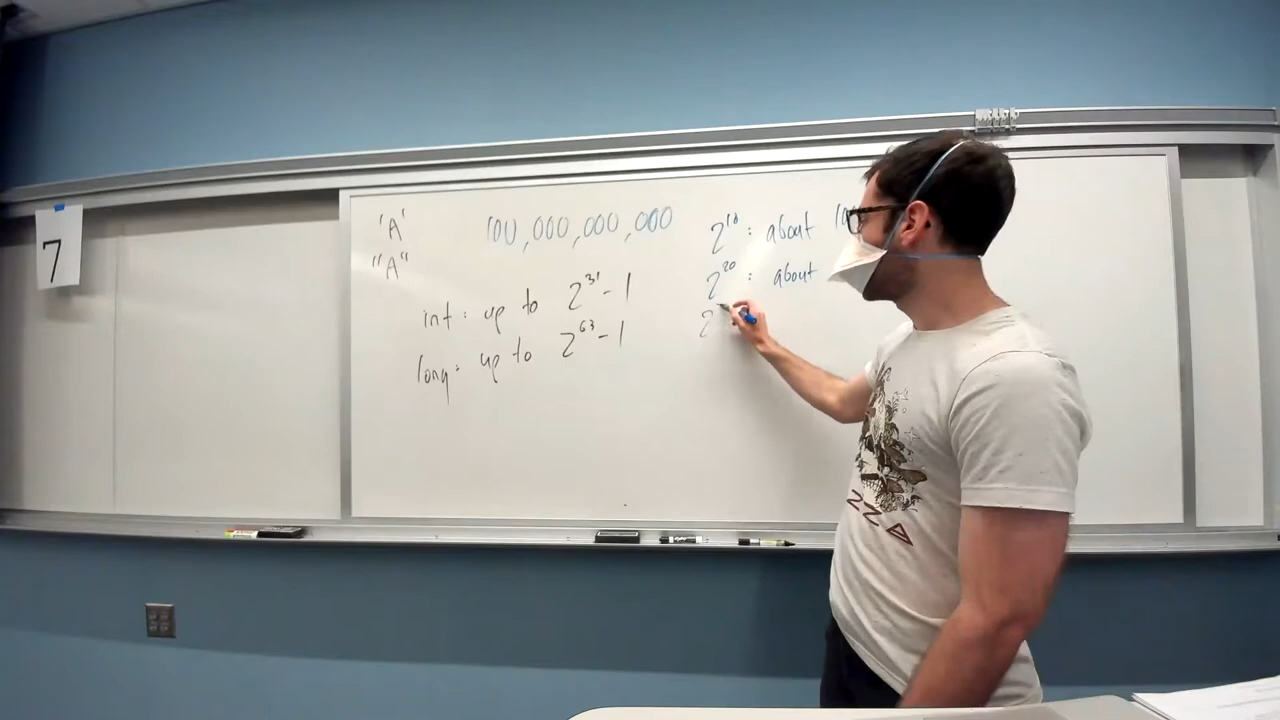 7
'A'
"A"
100,000,000,000
int: up to 2^31 - 1
long: up to 2^63 - 1
2^10: about
2^20: about
2